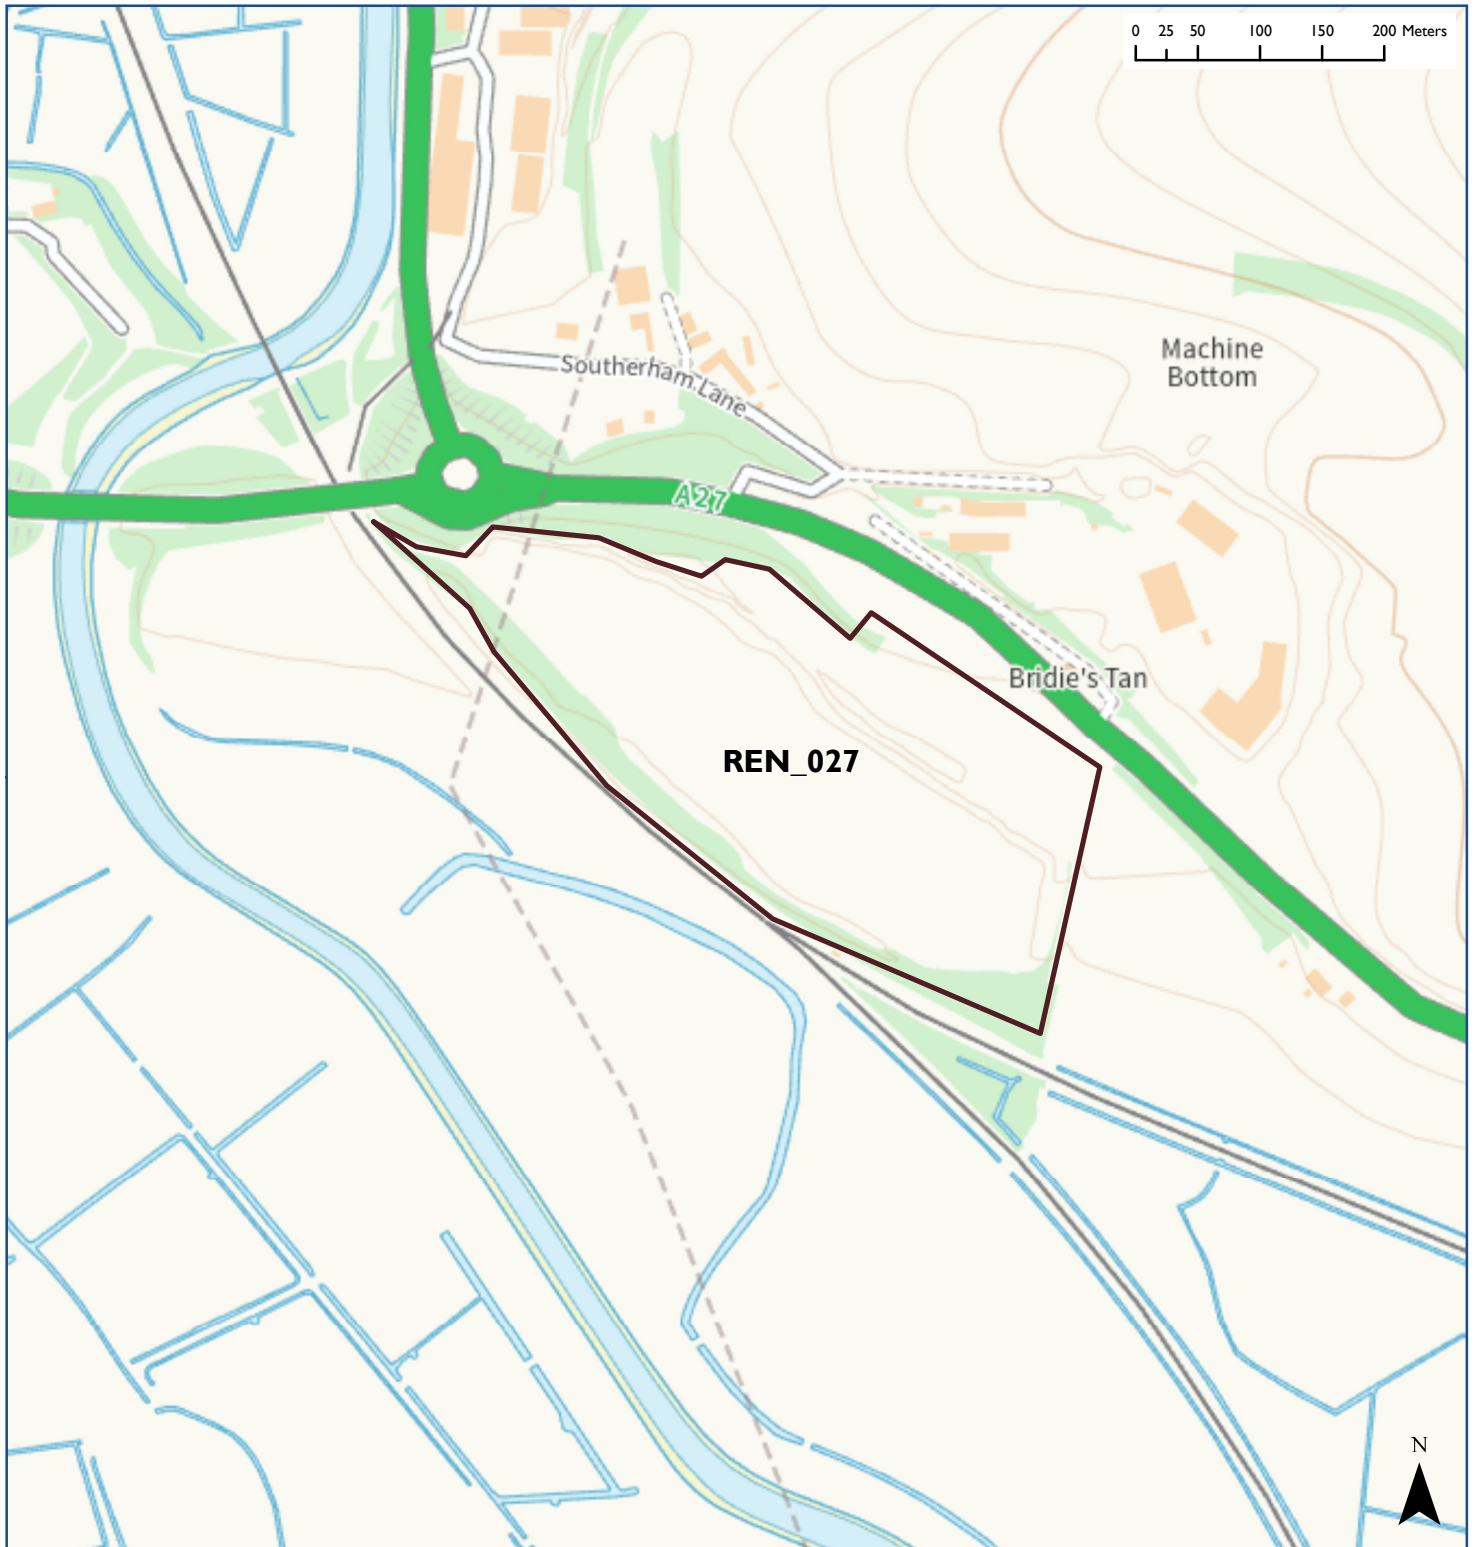 0 25 50 100 150 200 Meters
Machine
Bottom
Southerham Lane
A27
Bridie's Tan
REN_027
N